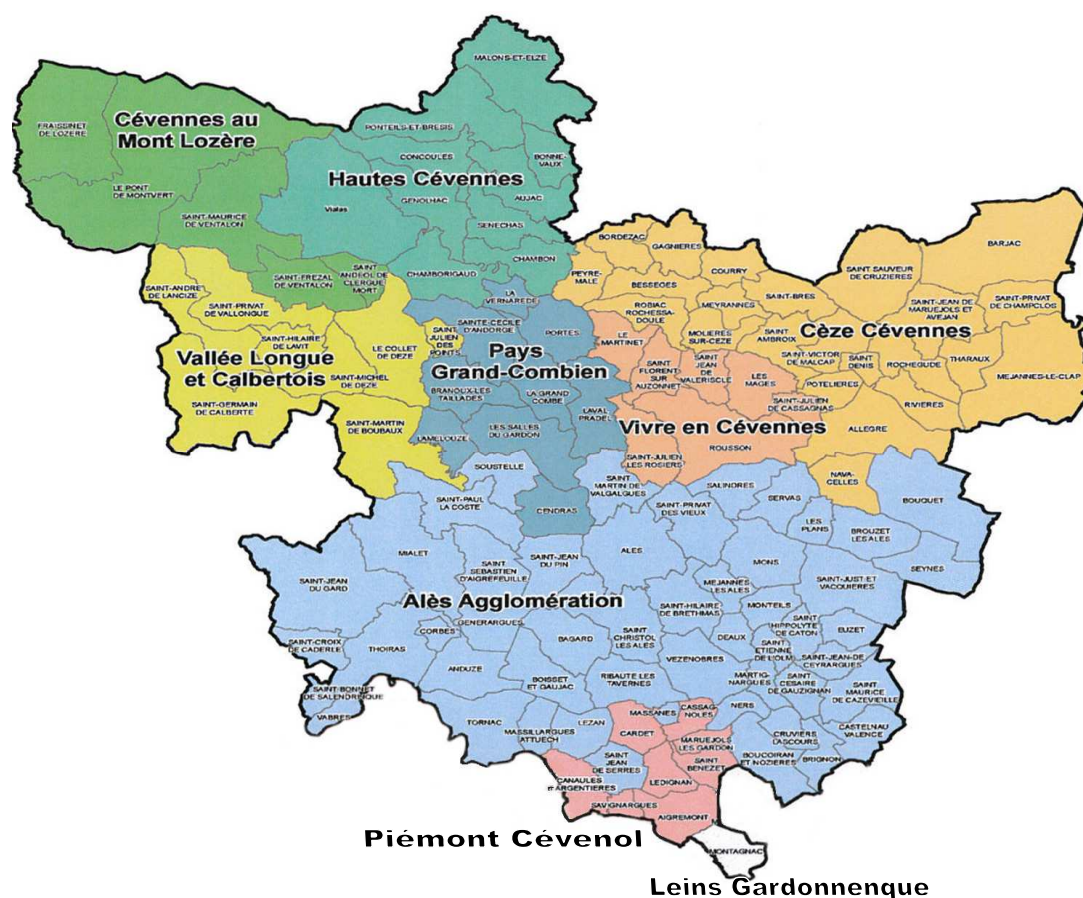 MALONS-ET-ELZE
FRAISSINET
DE LOZERE
Cévennes au
Mont Lozère
PONTEILS-ET-BRESIS
CONCOULES
BONNE-
VAUX
Hautes Cévennes
LE PONT
DE MONTVERT
GENOLHAC
AUJAC
Vialas
SAINT-MAURICE
DE VENTALON
SENECHAS
CHAMBON
CHAMBORIGAUD
SAINT-FREZAL
DE VENTALON
SAINT
ANDEOL DE
CLERGUE-
MORT
BORDEZAC
GAGNIERES
PEYRE-
MALE
BESSEGES
COURRY
SAINT SAUVEUR
DE CRUZIERES
BARJAC
SAINT-ANDRE
DE LANCIZE
SAINT-PRIVAT
DE VALLONGUE
SAINT-HILAIRE
DE LAVIT
LE COLLET
DE DEZE
Vallée Longue
et Calbertois
SAINT-MICHEL
DE DEZE
SAINT-GERMAIN
DE CALBERTE
SAINT-MARTIN
DE BOUBAUX
SAINT
JULIEN
DES
POINTS
LA
VERNAREDE
SAINTE-CECILE
D'ANDORGE
PORTES
Pays
Grand-Combien
BRANOUX-LES
TAILLADES
LA GRAND
COMBE
LAVAL
PRADEL
LES SALLES
DU GARDON
LAMELOUZE
CENDRAS
ROBIAC
ROCHESSA-
DOULE
MEYRANNES
SAINT-BRES
MOLIERES
SUR-CEZE
SAINT
AMBROIX
Cèze Cévennes
SAINT-JEAN DE
MARUEJOLS ET
AVEJAN
SAINT-PRIVAT
DE CHAMPCLOS
SAINT-VICTOR
DE MALCAP
SAINT
DENIS
ROCHEGUDE
THARAUX
MEJANNES-LE-CLAP
POTELIERES
RIVIERES
SAINT-JULIEN
DE CASSAGNAS
ALLEGRE
NAVA-
CELLES
LE
MARTINET
SAINT
FLORENT
SUR
AUZONNET
SAINT
JEAN
DE
VALERISCLE
LES
MAGES
Vivre en Cévennes
ROUSSON
SAINT-JULIEN
LES ROSIERS
SOUSTELLE
SAINT-PAUL
LA COSTE
SAINT
MARTIN DE
VALGALGUES
SALINDRES
SAINT-PRIVAT
DES VIEUX
SERVAS
LES
PLANS
BOUQUET
BROUZET
LES ALES
SEYNES
MIALET
SAINT
SEBASTIEN
D'AIGREFEUILLE
SAINT-JEAN
DU PIN
ALES
MONS
SAINT-JUST-ET
VACQUIERES
SAINT-JEAN
DU GARD
Alès Agglomération
MEJANNES
LES ALES
SAINT-HILAIRE
DE BRETHMAS
MONTEILS
SAINT
HIPPOLYTE
DE CATON
EUZET
GENERARGUES
CORBES
BAGARD
SAINT
CHRISTOL
LES ALES
DEAUX
SAINT
ETIENNE
DE L'OLM
SAINT-JEAN-DE
CEYRARGUES
SAINT-CROIX
DE CADERLE
THOIRAS
ANDUZE
VEZENOBRES
BOISSET
ET GAUJAC
RIBAUTE LES
TAVERNES
MARTIG-
NARGUES
SAINT
CESAIRE
DE GAUZIGNAN
SAINT
MAURICE
DE CAZEVIEILLE
SAINT-BONNET
DE SALENDRINQUE
VABRES
TORNAC
MASSILLARGUES
ATTUECH
LEZAN
NERS
CRUVIERS
LASCOURS
CASTELNAU
VALENCE
BOUCOIRAN
ET NOZIERES
BRIGNON
MASSANES
CASSAG-
NOLES
CARDET
MARUEJOLS
LES GARDON
SAINT
JEAN
DE SERRES
SAINT
BENEZET
LEDIGNAN
CANAULES
ET ARGENTIERES
SAVIGNARGUES
AIGREMONT
M
Piémont Cévenol
MONTAGNAC
Leins Gardonnenque